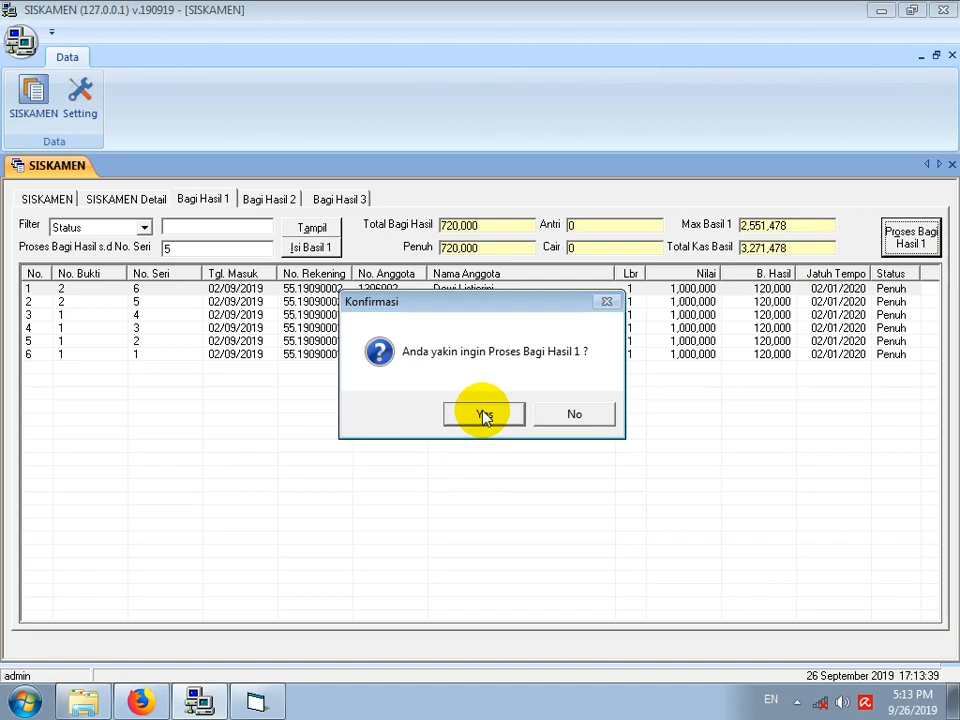 SISKAMEN (127.0.0.1) v.190919 - [SISKAMEN]
Data
SISKAMEN Setting
Data
SISKAMEN
SISKAMEN SISKAMEN Detail Bagi Hasil 1 Bagi Hasil 2 Bagi Hasil 3
Filter Status Tampil Total Bagi Hasil 720,000 Antri 0 Max Basil 1 2,551,478
Proses Bagi Hasil 1
Proses Bagi Hasil s.d No. Seri 5 Isi Basil 1 Penuh 720,000 Cair 0 Total Kas Basil 3,271,478
No. No. Bukti No. Seri Tgl. Masuk No. Rekening No. Anggota Nama Anggota Lbr Nilai B. Hasil Jatuh Tempo Status
1 2 6 02/09/2019 1 1,000,000 120,000 02/01/2020 Penuh
2 2 5 02/09/2019 1 1,000,000 120,000 02/01/2020 Penuh
3 1 4 02/09/2019 1 1,000,000 120,000 02/01/2020 Penuh
4 1 3 02/09/2019 1 1,000,000 120,000 02/01/2020 Penuh
5 1 2 02/09/2019 1 1,000,000 120,000 02/01/2020 Penuh
6 1 1 02/09/2019 1 1,000,000 120,000 02/01/2020 Penuh
Konfirmasi
Anda yakin ingin Proses Bagi Hasil 1 ?
Yes No
admin 26 September 2019 17:13:39
EN 5:13 PM
9/26/2019